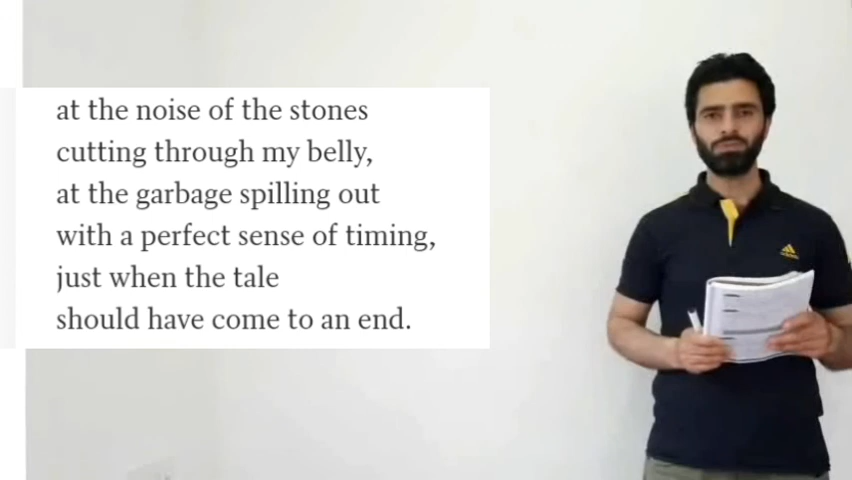 at the noise of the stones
cutting through my belly,
at the garbage spilling out
with a perfect sense of timing,
just when the tale
should have come to an end.